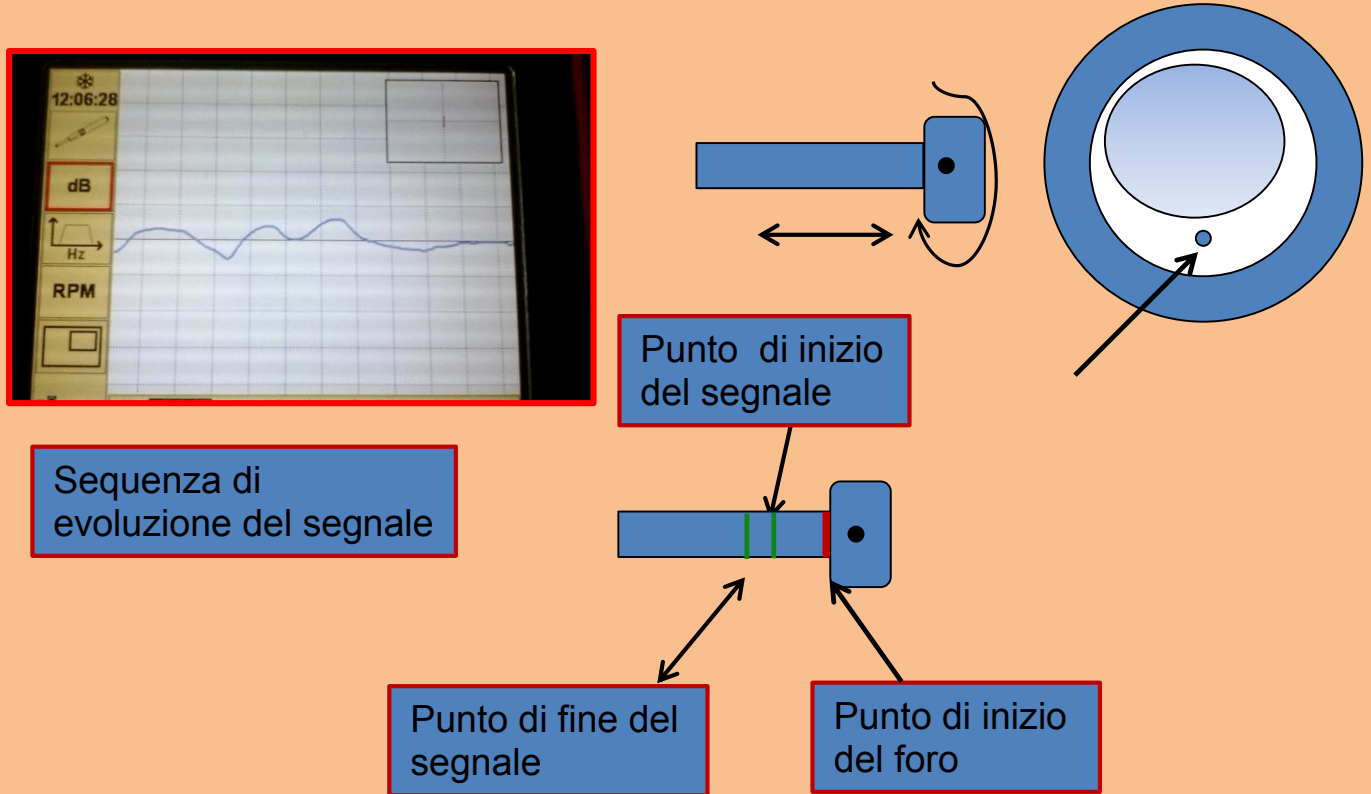 12:06:28
dB
Hz
RPM
Punto di inizio
del segnale
Sequenza di
evoluzione del segnale
Punto di fine del
segnale
Punto di inizio
del foro